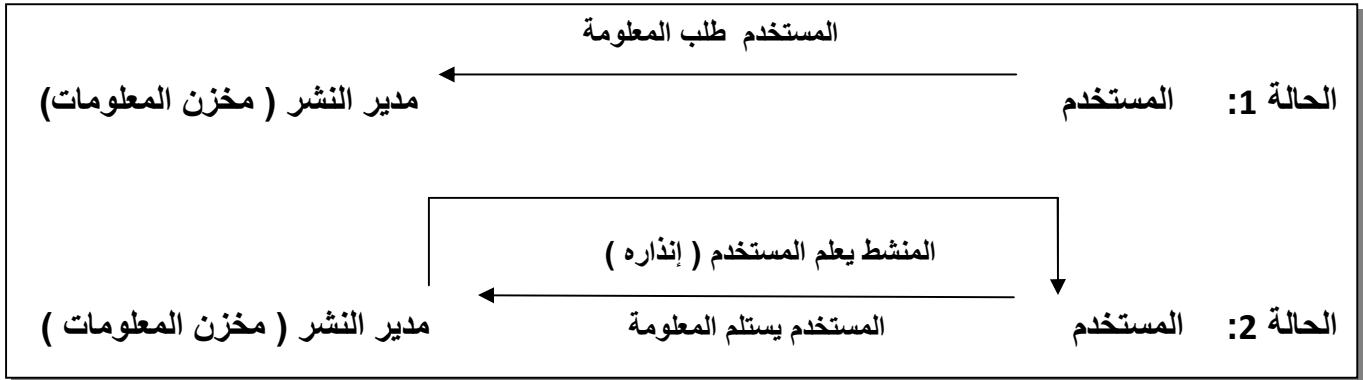 المستخدم طلب المعلومة
الحالة 1: المستخدم مدير النشر ( مخزن المعلومات)
المنشط يعلم المستخدم ( إنذاره )
الحالة 2: المستخدم مدير النشر ( مخزن المعلومات )
المستخدم يستلم المعلومة